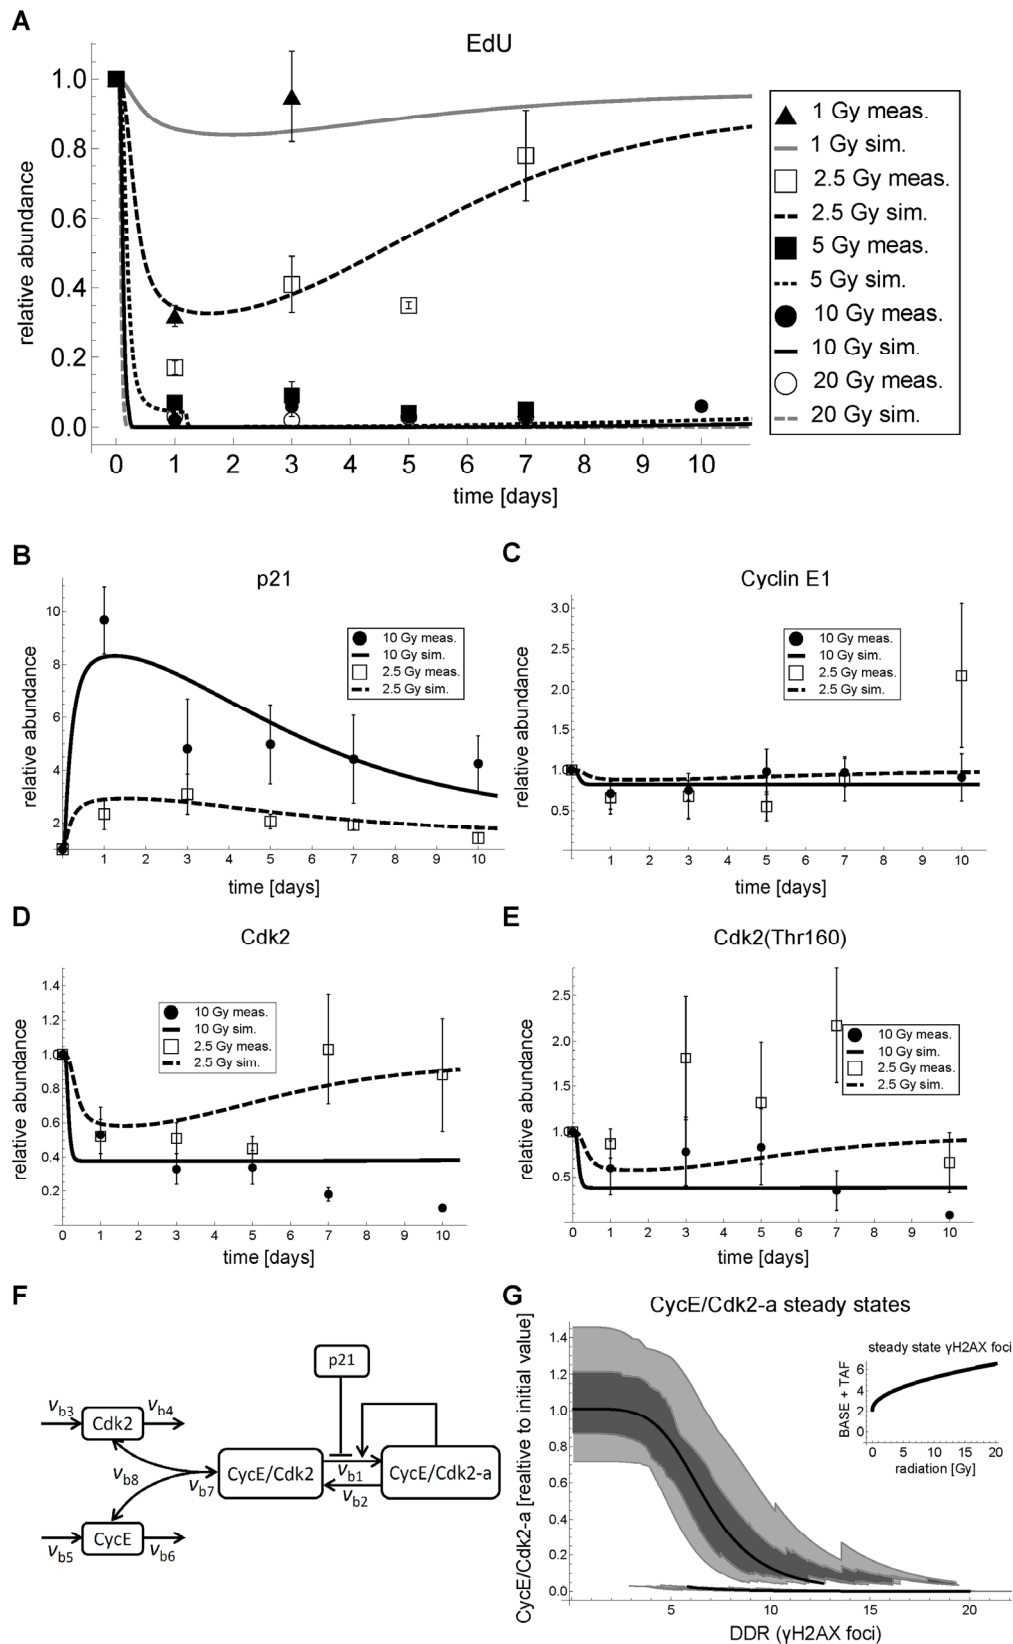 A
EdU
1.0
0.8
0.6
0.4
0.2
0.0
relative abundance
0 1 2 3 4 5 6 7 8 9 10
time [days]
1 Gy meas.
1 Gy sim.
2.5 Gy meas.
2.5 Gy sim.
5 Gy meas.
5 Gy sim.
10 Gy meas.
10 Gy sim.
20 Gy meas.
20 Gy sim.
B
p21
10
8
6
4
2
relative abundance
0 1 2 3 4 5 6 7 8 9 10
time [days]
10 Gy meas.
10 Gy sim.
2.5 Gy meas.
2.5 Gy sim.
C
Cyclin E1
3.0
2.5
2.0
1.5
1.0
0.5
relative abundance
0 1 2 3 4 5 6 7 8 9 10
time [days]
10 Gy meas.
10 Gy sim.
2.5 Gy meas.
2.5 Gy sim.
D
Cdk2
1.4
1.2
1.0
0.8
0.6
0.4
0.2
relative abundance
0 1 2 3 4 5 6 7 8 9 10
time [days]
10 Gy meas.
10 Gy sim.
2.5 Gy meas.
2.5 Gy sim.
E
Cdk2(Thr160)
2.5
2.0
1.5
1.0
0.5
relative abundance
0 1 2 3 4 5 6 7 8 9 10
time [days]
10 Gy meas.
10 Gy sim.
2.5 Gy meas.
2.5 Gy sim.
F
p21
vb3 Cdk2 vb4
vb8 vb7
CycE/Cdk2
vb1
vb2
CycE/Cdk2-a
vb5 CycE vb6
G
CycE/Cdk2-a steady states
1.4
1.2
1.0
0.8
0.6
0.4
0.2
0.0
CycE/Cdk2-a [realtive to initial value]
5 10 15 20
DDR (γH2AX foci)
steady state γH2AX foci
6
4
2
0
BASE + TAF
0 5 10 15 20
radiation [Gy]